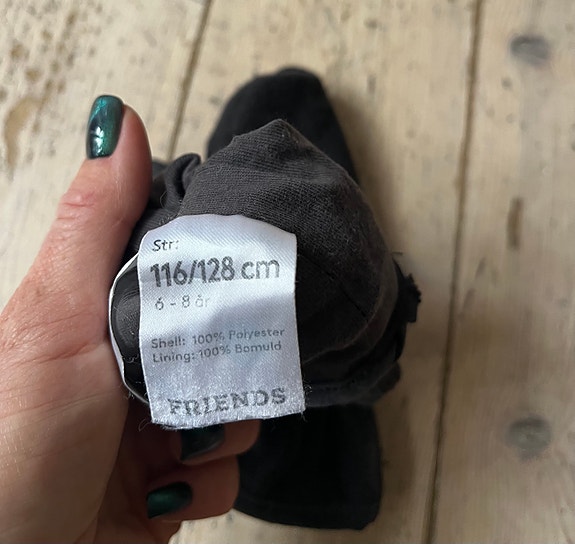 Str:
116/128 cm
6 - 8 år
Shell: 100% Polyester
Lining: 100% Bomuld
FRIENDS